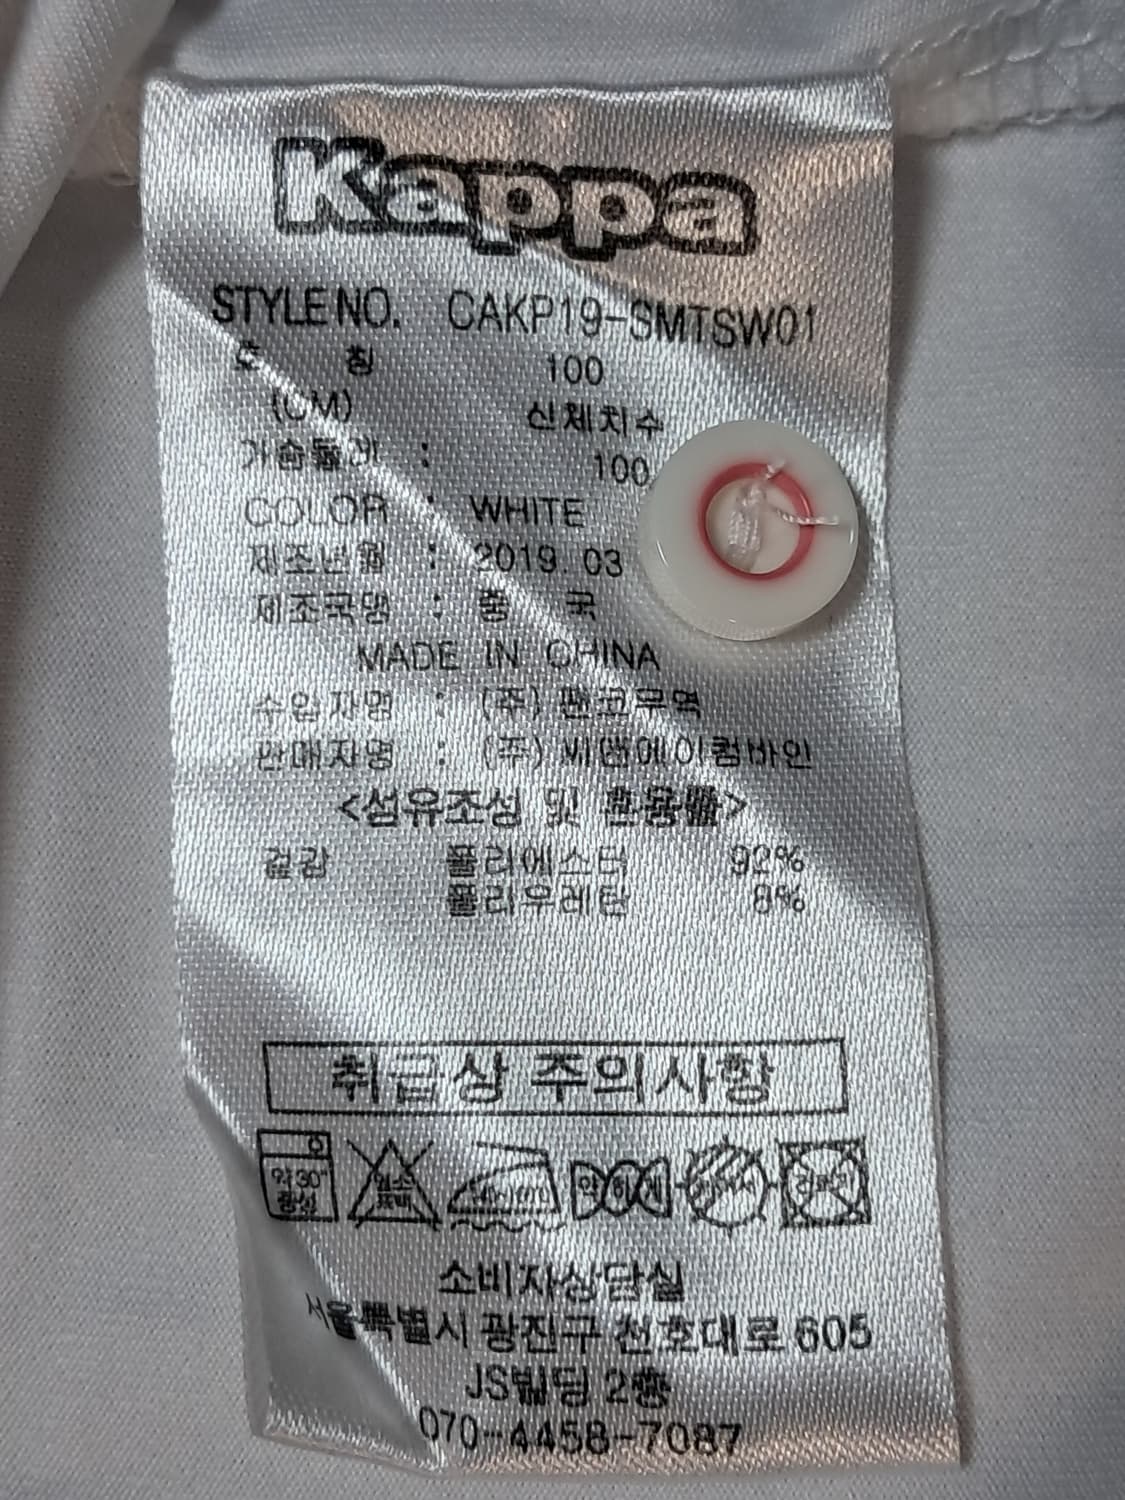 Kappa
STYLE NO. CAKP19-SMTSW01
호 칭 100
(CM) 신체치수
가슴둘레 : 100
COLOR : WHITE
제조년월 : 2019. 03
제조국명 : 중 국
MADE IN CHINA
수입자명 : (주) 팬코무역
판매자명 : (주) 씨앤에이컴바인
<섬유조성 및 혼용률>
겉감 폴리에스터 92%
폴리우레탄 8%
취급상 주의사항
약 30° 염소 약하게
중성 표백
소비자상담실
서울특별시 광진구 천호대로 605
JS빌딩 2층
070-4458-7087